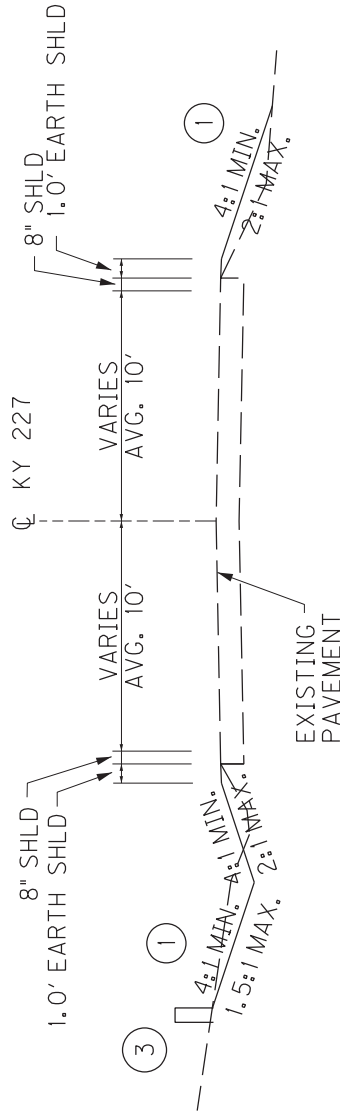 ℄ KY 227
8" SHLD
1.0' EARTH SHLD
VARIES
AVG. 10'
VARIES
AVG. 10'
8" SHLD
1.0' EARTH SHLD
3
1
4:1 MIN.
1.5:1 MAX.
4:1 MIN.
2:1 MAX.
EXISTING
PAVEMENT
1
4:1 MIN.
2:1 MAX.